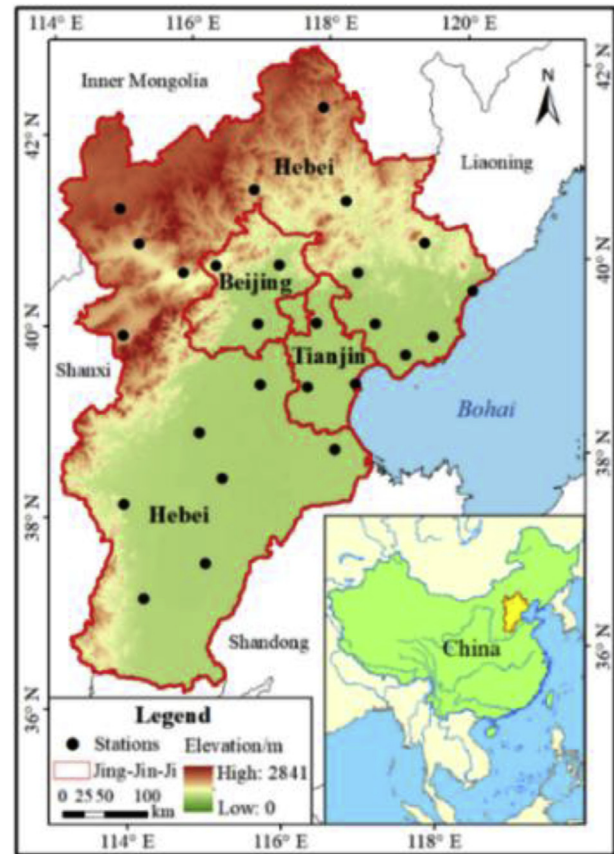 114° E 116° E 118° E 120° E
Inner Mongolia
N
42° N
42° N
Hebei
Liaoning
Beijing
40° N
40° N
Tianjin
Shanxi
Bohai
38° N
38° N
Hebei
China
36° N
Shandong
36° N
Legend
Stations Elevation/m
Jing-Jin-Ji High: 2841
0 25 50 100
km Low: 0
114° E 116° E 118° E